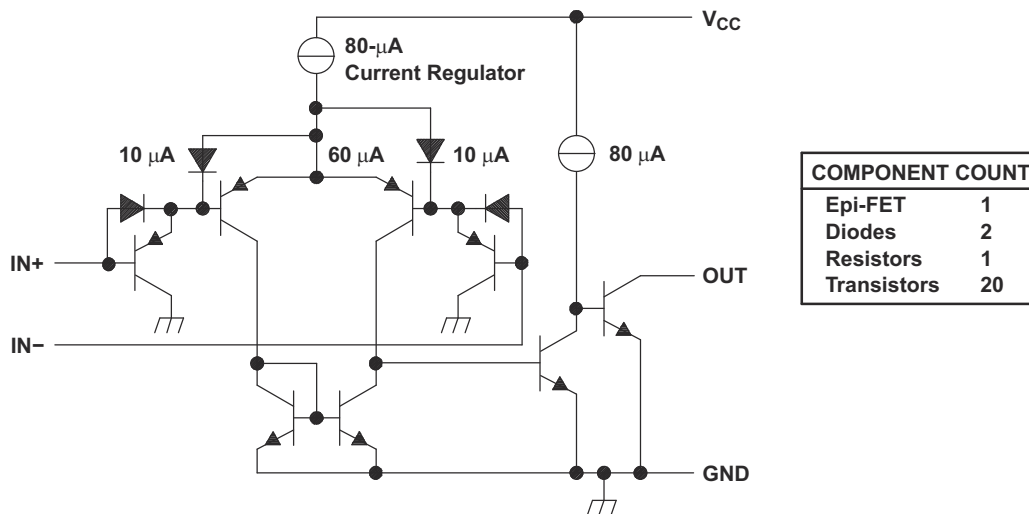 V_CC
80-μA
Current Regulator
10 μA
60 μA
10 μA
80 μA
IN+
OUT
IN−
GND
COMPONENT COUNT
Epi-FET 1
Diodes 2
Resistors 1
Transistors 20